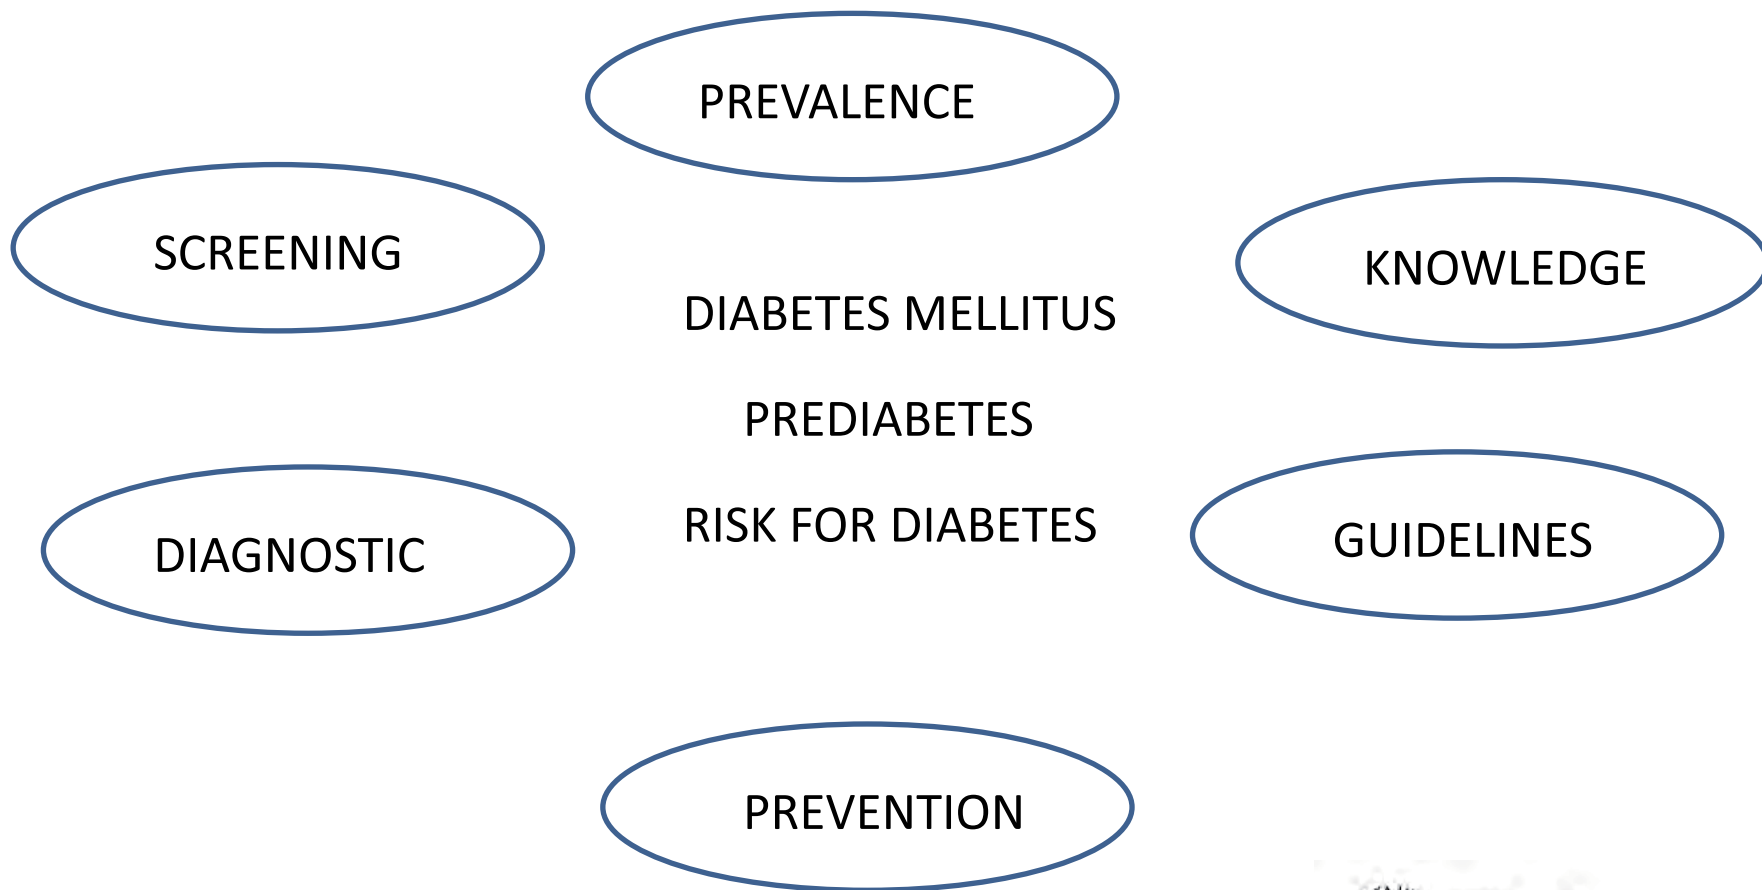 PREVALENCE
SCREENING
KNOWLEDGE
DIABETES MELLITUS
PREDIABETES
RISK FOR DIABETES
GUIDELINES
DIAGNOSTIC
PREVENTION